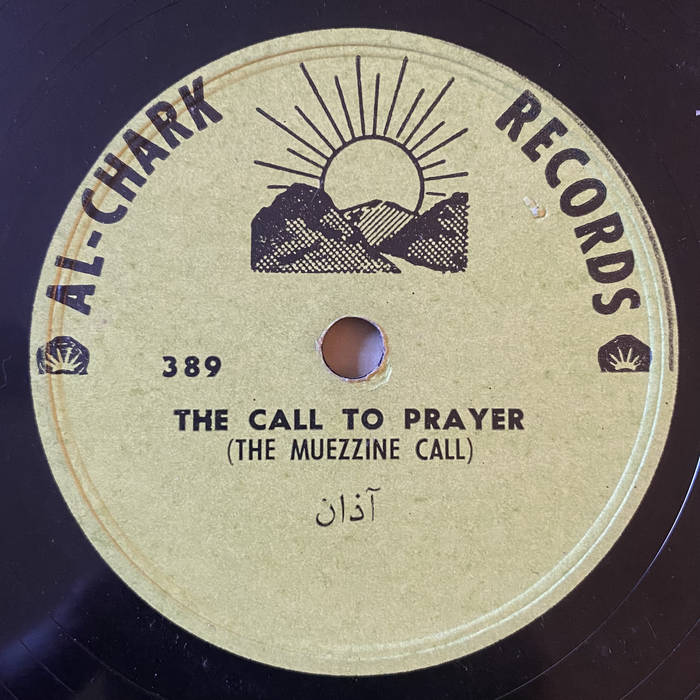 AL-CHARK RECORDS
389
THE CALL TO PRAYER
(THE MUEZZINE CALL)
آذان